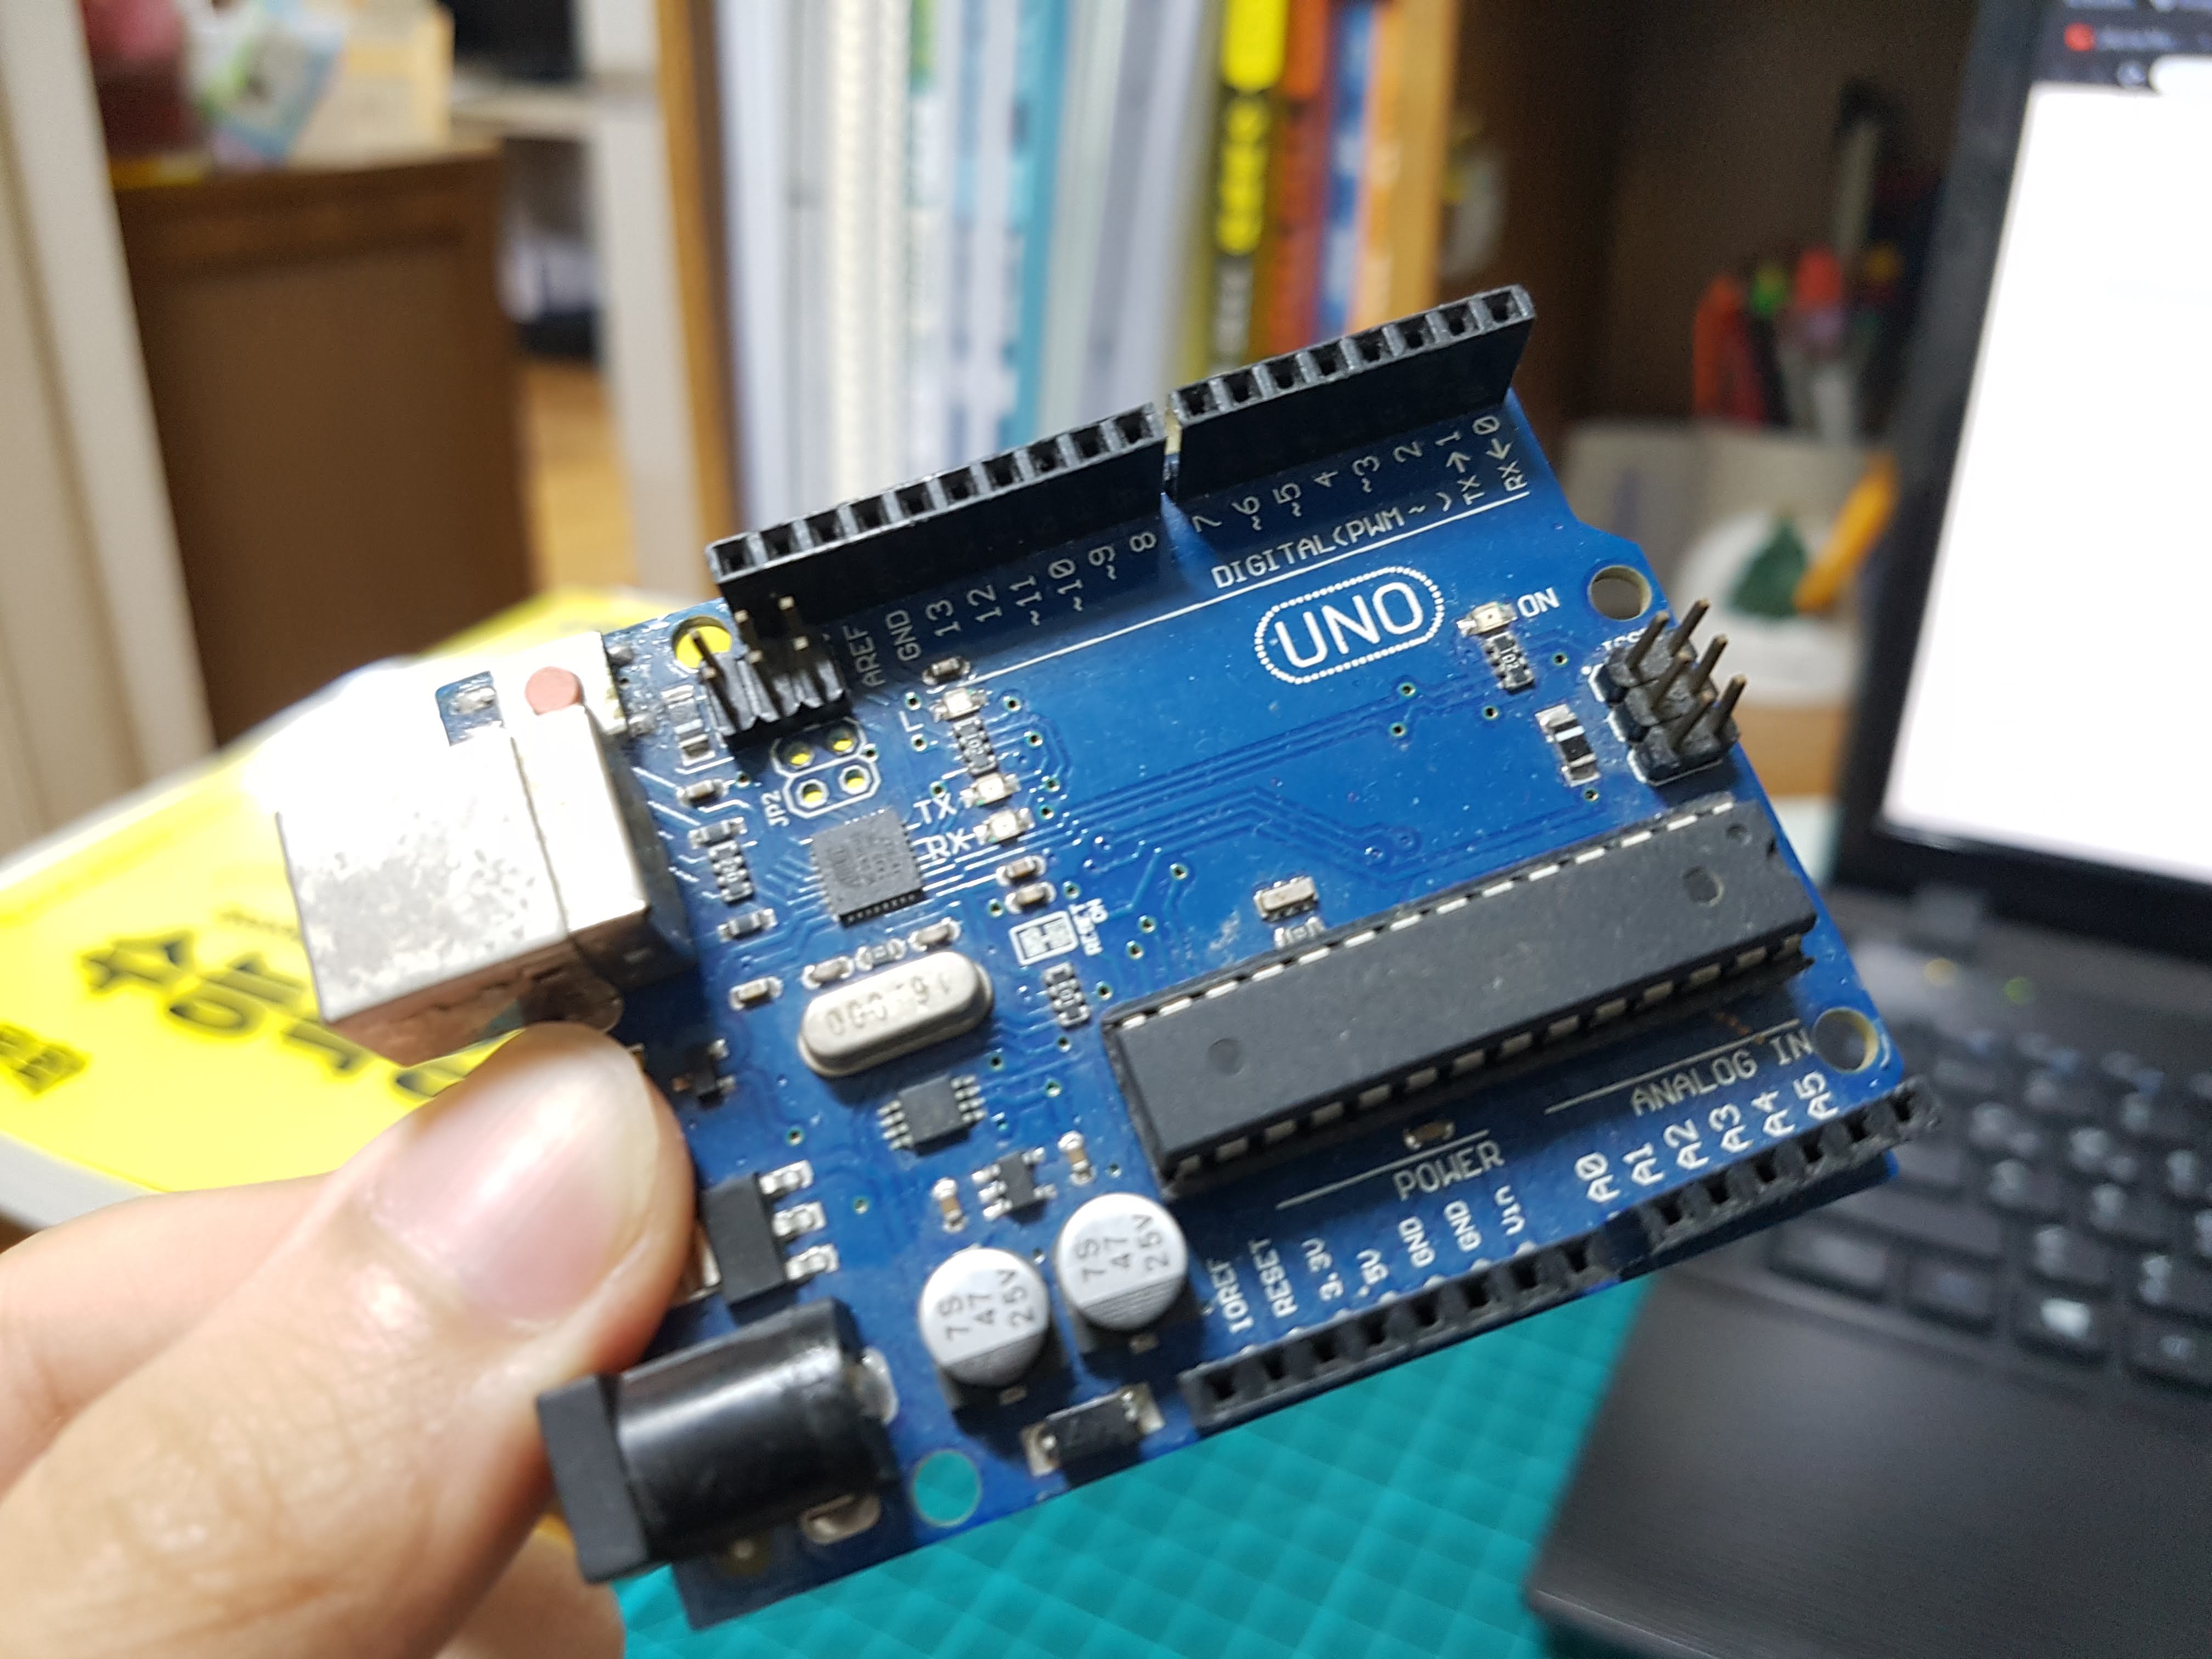 0
1
2
~3
4
~5
~6
7
8
~9
~10
~11
12
13
GND
AREF
RX←
TX→
DIGITAL(PWM~)
UNO
ON
JP2
L
TX
RX
16.000
ANALOG IN
A0
A1
A2
A3
A4
A5
POWER
IOREF
RESET
3.3V
5V
GND
GND
Vin
7S
47
25V
7S
47
25V